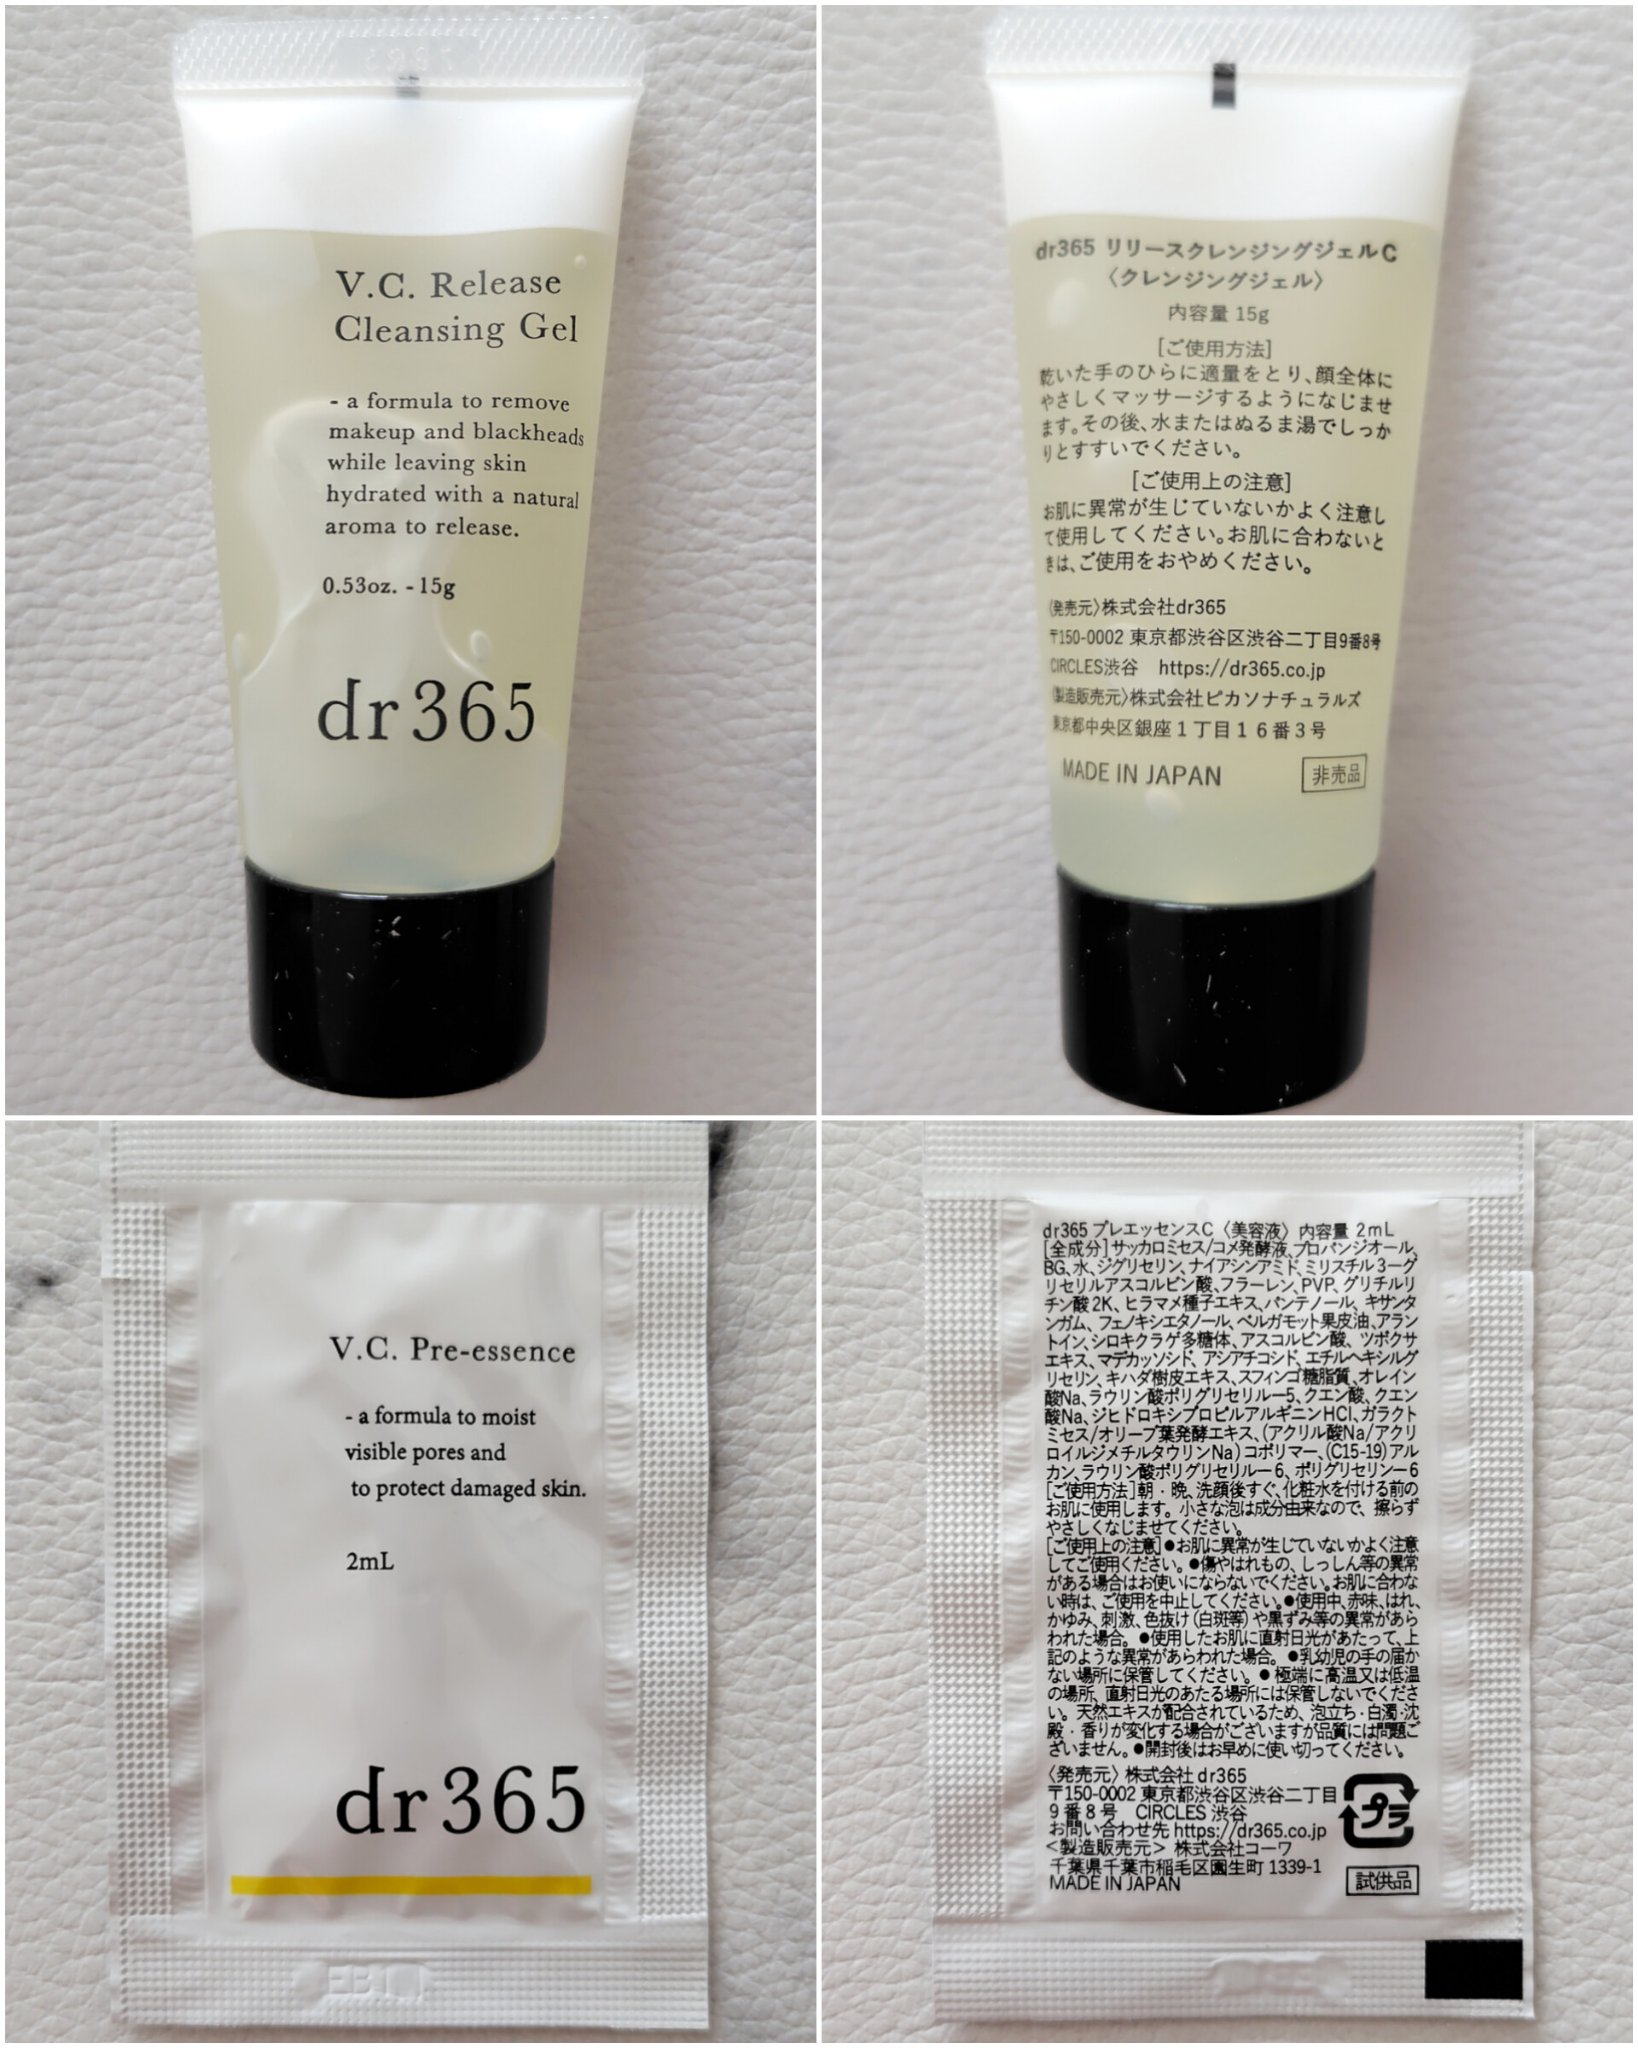 V.C. Release
Cleansing Gel
- a formula to remove
makeup and blackheads
while leaving skin
hydrated with a natural
aroma to release.
0.53oz. - 15g
dr365
dr365 リリースクレンジングジェルC
〈クレンジングジェル〉
内容量 15g
[ご使用方法]
乾いた手のひらに適量をとり、顔全体に
やさしくマッサージするようになじませ
ます。その後、水またはぬるま湯でしっか
りとすすいでください。
[ご使用上の注意]
お肌に異常が生じていないかよく注意し
て使用してください。お肌に合わないと
きは、ご使用をおやめください。
〈発売元〉株式会社dr365
〒150-0002 東京都渋谷区渋谷二丁目9番8号
CIRCLES渋谷 https://dr365.co.jp
〈製造販売元〉株式会社ピカソナチュラルズ
東京都中央区銀座1丁目16番3号
MADE IN JAPAN
非売品
V.C. Pre-essence
- a formula to moist
visible pores and
to protect damaged skin.
2mL
dr365
dr365 プレエッセンスC〈美容液〉内容量 2mL
[全成分]サッカロミセス/コメ発酵液、プロパンジオール、
BG、水、ジグリセリン、ナイアシンアミド、ミリスチル3-グ
リセリルアスコルビン酸、フラーレン、PVP、グリチルリ
チン酸2K、ヒラマメ種子エキス、パンテノール、キサンタ
ンガム、フェノキシエタノール、ベルガモット果皮油、アラン
トイン、シロキクラゲ多糖体、アスコルビン酸、ツボクサ
エキス、マデカッソシド、アシアチコシド、エチルヘキシルグ
リセリン、キハダ樹皮エキス、スフィンゴ糖脂質、オレイン
酸Na、ラウリン酸ポリグリセリル-5、クエン酸、クエン
酸Na、ジヒドロキシプロピルアルギニンHCl、ガラクト
ミセス/オリーブ葉発酵エキス、(アクリル酸Na/アクリ
ロイルジメチルタウリンNa)コポリマー、(C15-19)アル
カン、ラウリン酸ポリグリセリル-6、ポリグリセリン-6
[ご使用方法]朝・晩、洗顔後すぐ、化粧水を付ける前の
お肌に使用します。小さな泡は成分由来なので、擦らず
やさしくなじませてください。
[ご使用上の注意]●お肌に異常が生じていないかよく注意
してご使用ください。●傷やはれもの、しっしん等の異常
がある場合はお使いにならないでください。お肌に合わな
い時は、ご使用を中止してください。●使用中、赤味、はれ、
かゆみ、刺激、色抜け(白斑等)や黒ずみ等の異常があら
われた場合。●使用したお肌に直射日光があたって、上
記のような異常があらわれた場合。●乳幼児の手の届か
ない場所に保管してください。●極端に高温又は低温
の場所、直射日光のあたる場所には保管しないでくださ
い。天然エキスが配合されているため、泡立ち・白濁・沈
殿・香りが変化する場合がございますが品質には問題ご
ざいません。●開封後はお早めに使い切ってください。
〈発売元〉株式会社 dr365
〒150-0002 東京都渋谷区渋谷二丁目
9番8号 CIRCLES 渋谷
お問い合わせ先 https://dr365.co.jp
<製造販売元> 株式会社コーワ
千葉県千葉市稲毛区園生町1339-1
MADE IN JAPAN
プラ
試供品